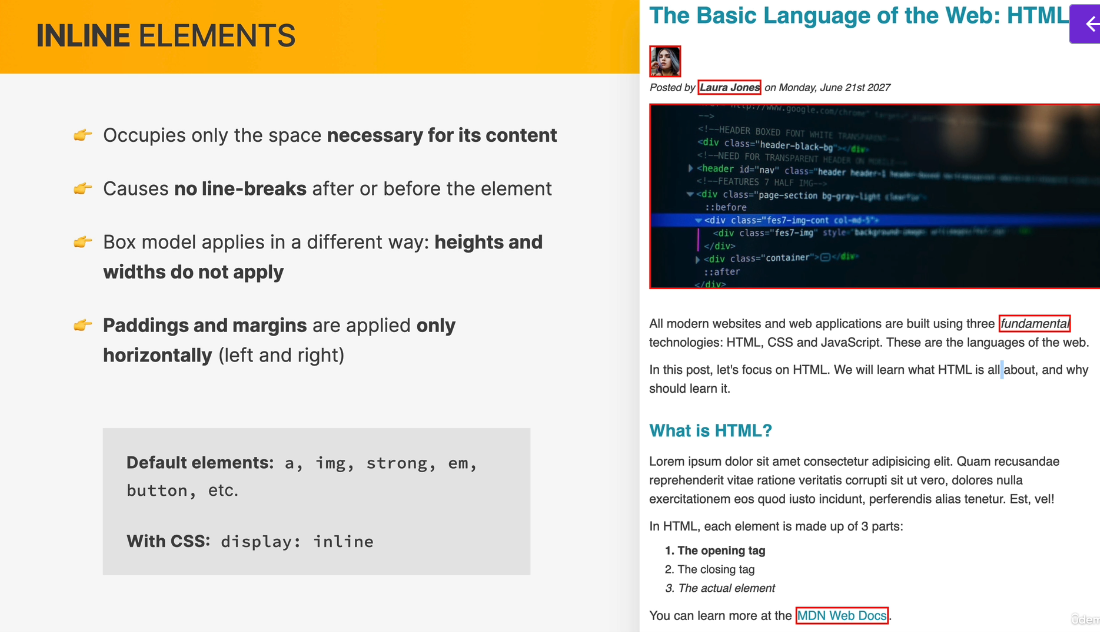 INLINE ELEMENTS
👉 Occupies only the space necessary for its content
👉 Causes no line-breaks after or before the element
👉 Box model applies in a different way: heights and
widths do not apply
👉 Paddings and margins are applied only
horizontally (left and right)
Default elements: a, img, strong, em,
button, etc.
With CSS: display: inline
The Basic Language of the Web: HTML
Posted by Laura Jones on Monday, June 21st 2027
-->
<!--HEADER BOXED FONT WHITE TRANSPARENT-->
<div class="header-black-bg"></div>
<!--NEED FOR TRANSPARENT HEADER ON MOBILE-->
<header id="nav" class="header header-1
<!--FEATURES 7 HALF IMG-->
<div class="page-section bg-gray-light clearfix">
::before
<div class="fes7-img-cont col-md-5">
<div class="fes7-img" style="background-image:
</div>
<div class="container"></div>
::after
</div>
All modern websites and web applications are built using three fundamental
technologies: HTML, CSS and JavaScript. These are the languages of the web.
In this post, let's focus on HTML. We will learn what HTML is all about, and why
should learn it.
What is HTML?
Lorem ipsum dolor sit amet consectetur adipisicing elit. Quam recusandae
reprehenderit vitae ratione veritatis corrupti sit ut vero, dolores nulla
exercitationem eos quod iusto incidunt, perferendis alias tenetur. Est, vel!
In HTML, each element is made up of 3 parts:
1. The opening tag
2. The closing tag
3. The actual element
You can learn more at the MDN Web Docs.